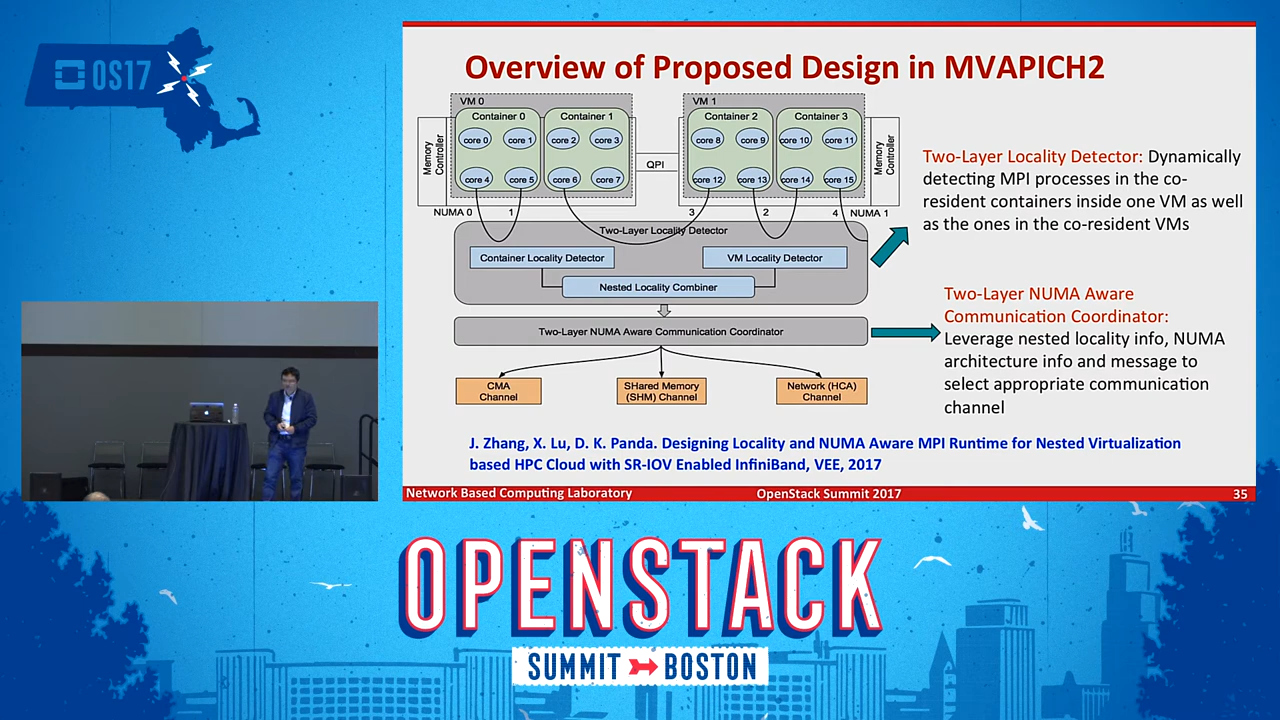 OS17
Overview of Proposed Design in MVAPICH2
VM 0
VM 1
Container 0
Container 1
Container 2
Container 3
core 0
core 1
core 2
core 3
core 8
core 9
core 10
core 11
Memory Controller
QPI
Memory Controller
core 4
core 5
core 6
core 7
core 12
core 13
core 14
core 15
NUMA 0
1
3
2
4
NUMA 1
Two-Layer Locality Detector
Container Locality Detector
VM Locality Detector
Nested Locality Combiner
Two-Layer NUMA Aware Communication Coordinator
CMA
Channel
SHared Memory
(SHM) Channel
Network (HCA)
Channel
Two-Layer Locality Detector: Dynamically
detecting MPI processes in the co-
resident containers inside one VM as well
as the ones in the co-resident VMs
Two-Layer NUMA Aware
Communication Coordinator:
Leverage nested locality info, NUMA
architecture info and message to
select appropriate communication
channel
J. Zhang, X. Lu, D. K. Panda. Designing Locality and NUMA Aware MPI Runtime for Nested Virtualization
based HPC Cloud with SR-IOV Enabled InfiniBand, VEE, 2017
Network Based Computing Laboratory
OpenStack Summit 2017
35
OPENSTACK
SUMMIT BOSTON